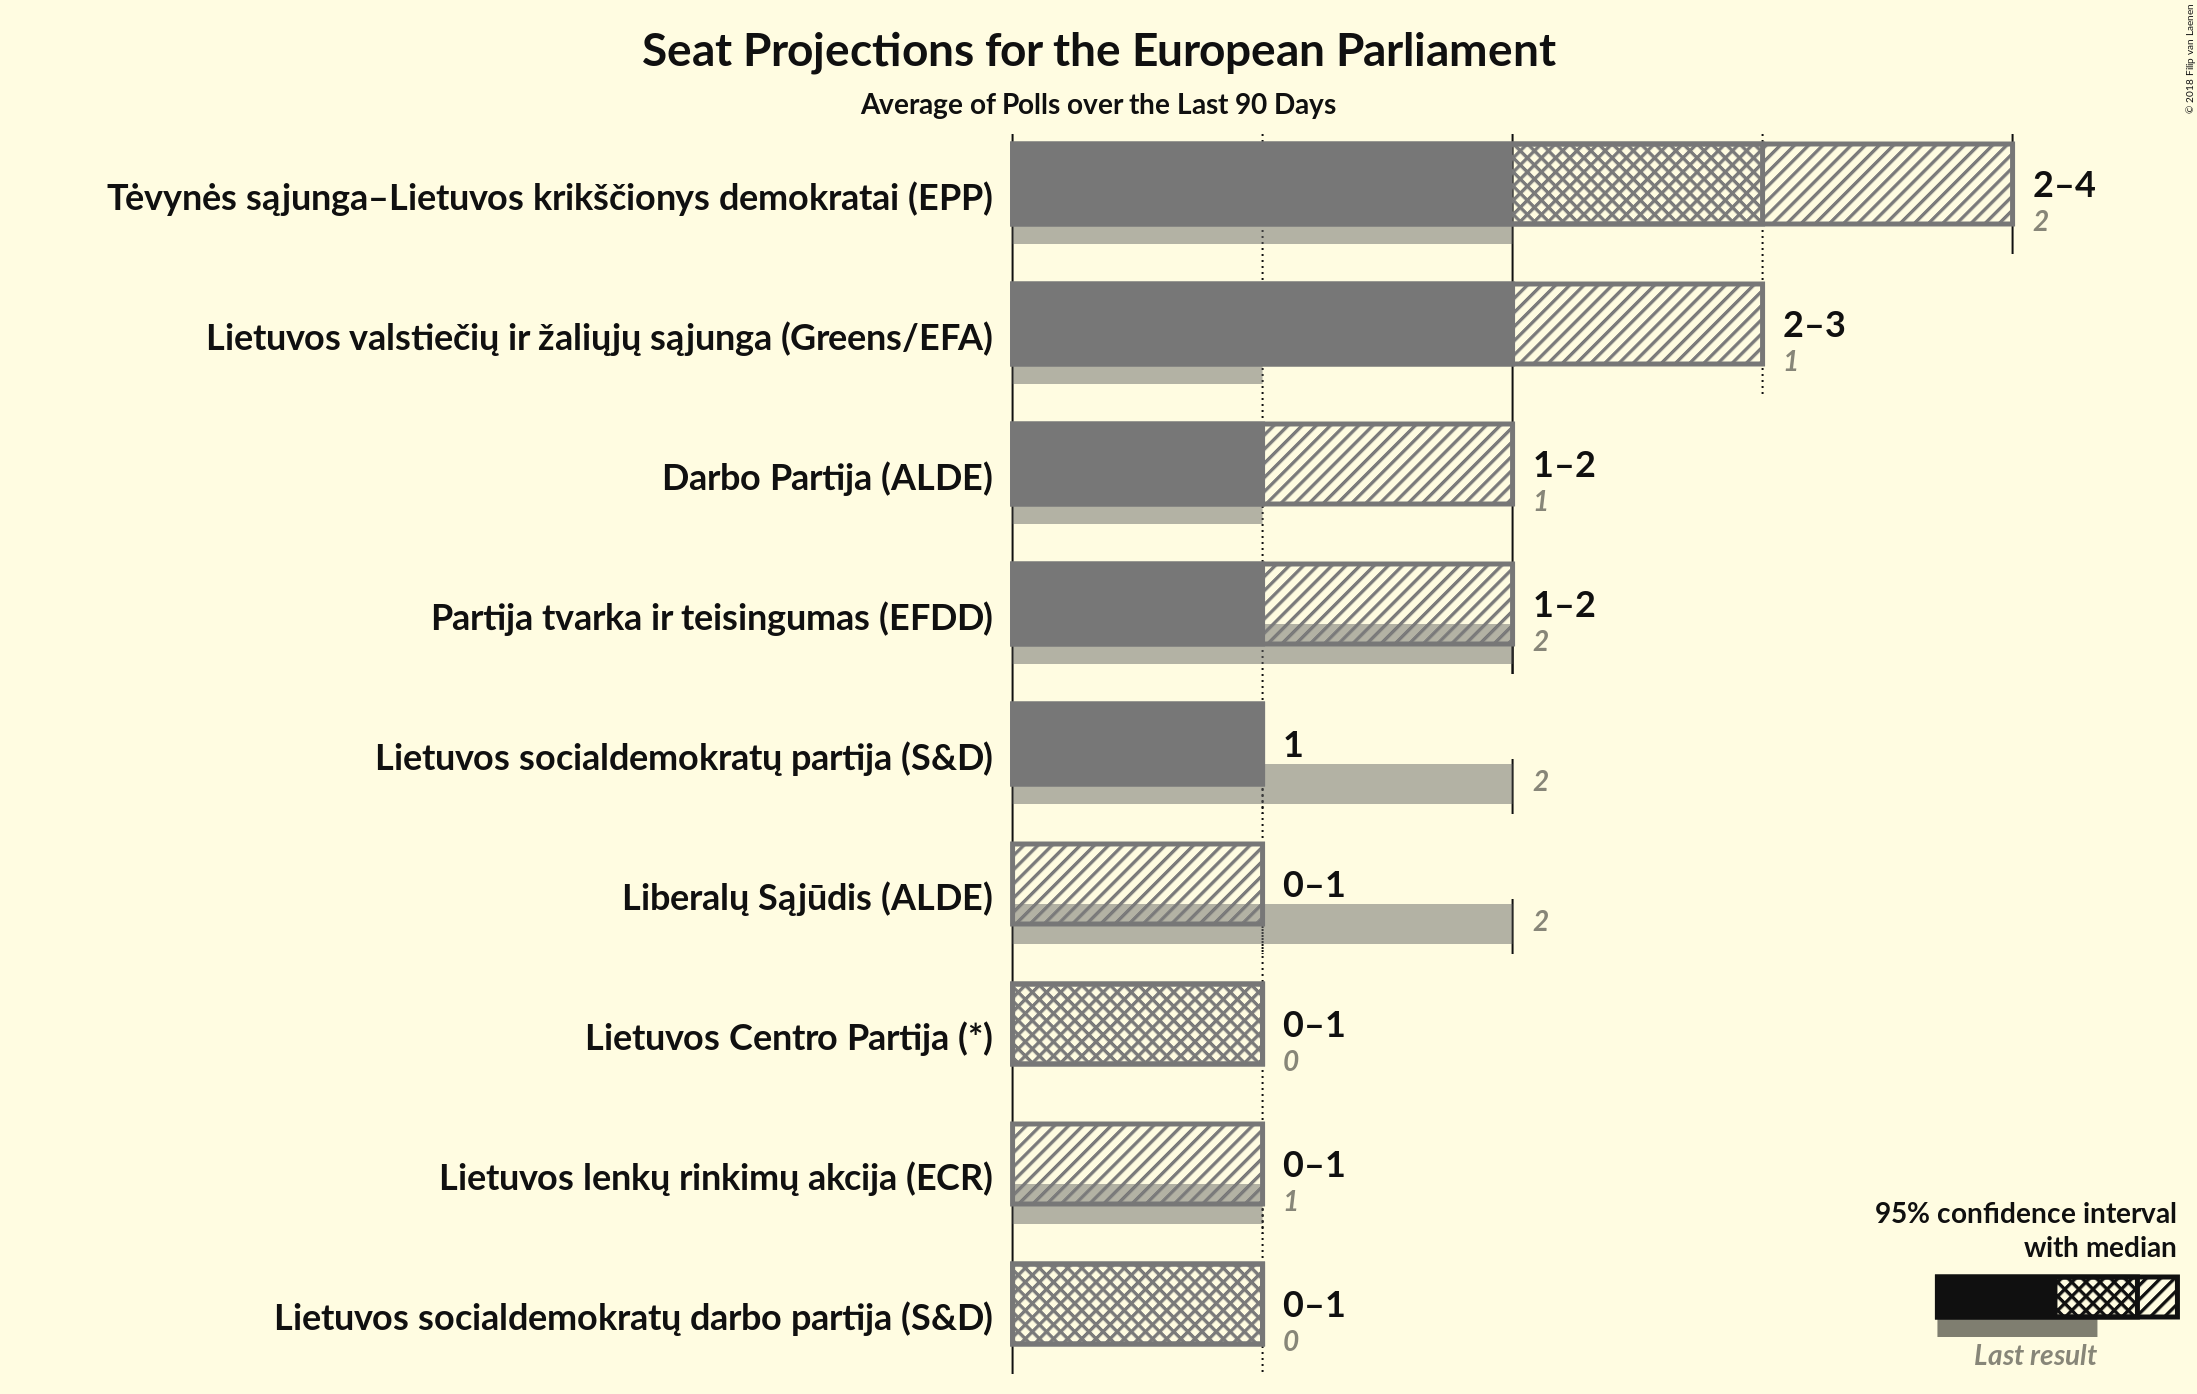 Seat Projections for the European Parliament
Average of Polls over the Last 90 Days
© 2018 Filip van Laenen
Tėvynės sąjunga–Lietuvos krikščionys demokratai (EPP)
2–4
2
Lietuvos valstiečių ir žaliųjų sąjunga (Greens/EFA)
2–3
1
Darbo Partija (ALDE)
1–2
1
Partija tvarka ir teisingumas (EFDD)
1–2
2
Lietuvos socialdemokratų partija (S&D)
1
2
Liberalų Sąjūdis (ALDE)
0–1
2
Lietuvos Centro Partija (*)
0–1
0
Lietuvos lenkų rinkimų akcija (ECR)
0–1
1
Lietuvos socialdemokratų darbo partija (S&D)
0–1
0
95% confidence interval
with median
Last result